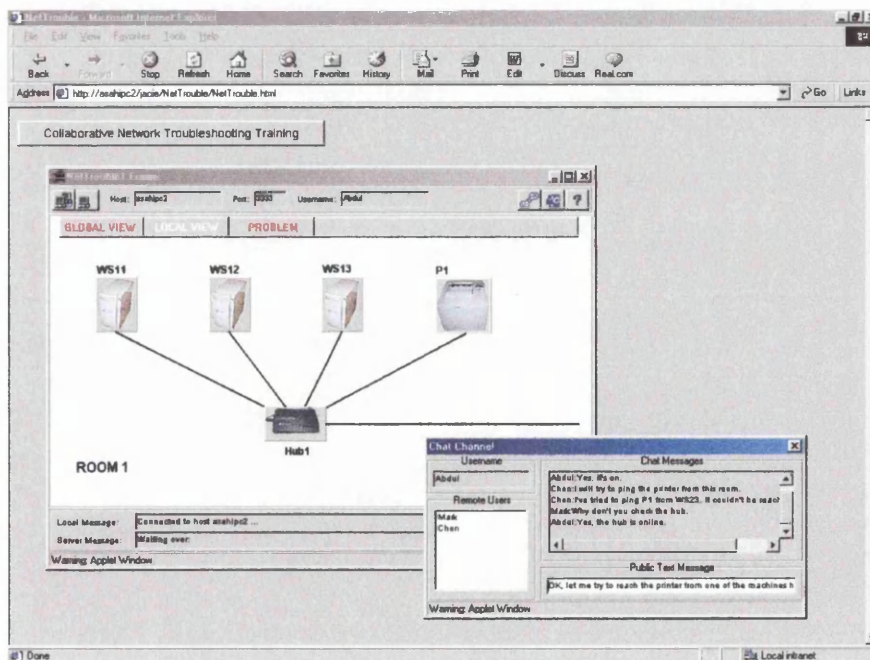 NetTrouble - Microsoft Internet Explorer
File Edit View Favorites Tools Help
Back Forward Stop Refresh Home Search Favorites History Mail Print Edit Discuss Real.com
Address http://asahipc2/jacie/NetTrouble/NetTrouble.html Go Links
Collaborative Network Troubleshooting Training
Host: asahipc2 Port: 3333 Username: Abdul
GLOBAL VIEW LOCAL VIEW PROBLEM
WS11 WS12 WS13 P1
Hub1
ROOM 1
Local Message: Connected to host asahipc2 ...
Server Message: Waiting over.
Warning: Applet Window
Chat Channel
Username
Abdul
Remote Users
Mark
Chen
Chat Messages
Abdul:Yes. It's on.
Chen:I will try to ping the printer from this room.
Chen:I've tried to ping P1 from WS23. It couldn't be reach
Mark:Why don't you check the hub.
Abdul:Yes, the hub is online.
Public Text Message
OK, let me try to reach the printer from one of the machines h
Warning: Applet Window
Done Local intranet